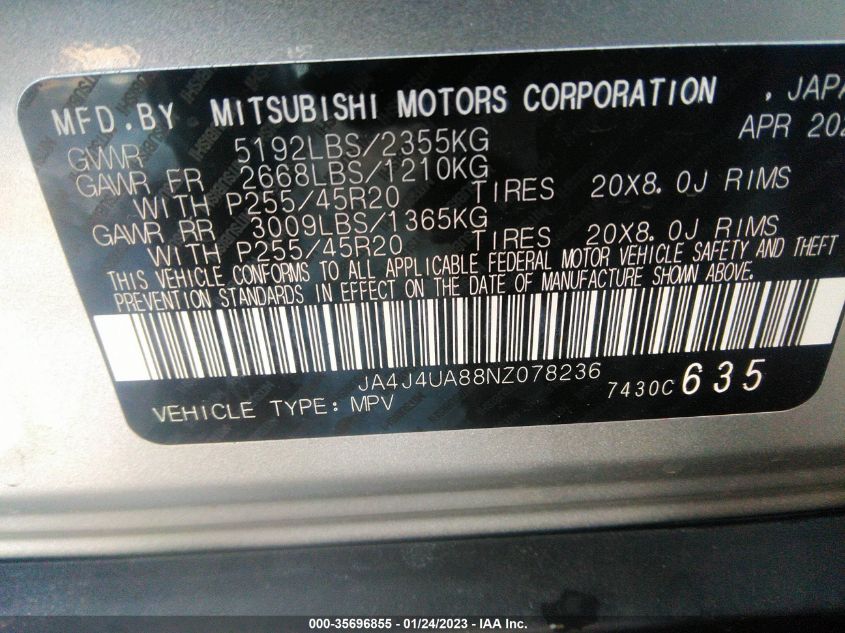 MFD.BY MITSUBISHI MOTORS CORPORATION , JAPA
APR 202
GVWR 5192LBS/2355KG
GAWR FR 2668LBS/1210KG
WITH P255/45R20 TIRES 20X8.0J RIMS
GAWR RR 3009LBS/1365KG
WITH P255/45R20 TIRES 20X8.0J RIMS
THIS VEHICLE CONFORMS TO ALL APPLICABLE FEDERAL MOTOR VEHICLE SAFETY AND THEFT
PREVENTION STANDARDS IN EFFECT ON THE DATE OF MANUFACTURE SHOWN ABOVE.
JA4J4UA88NZ078236
7430C 635
VEHICLE TYPE: MPV
000-35696855 - 01/24/2023 - IAA Inc.